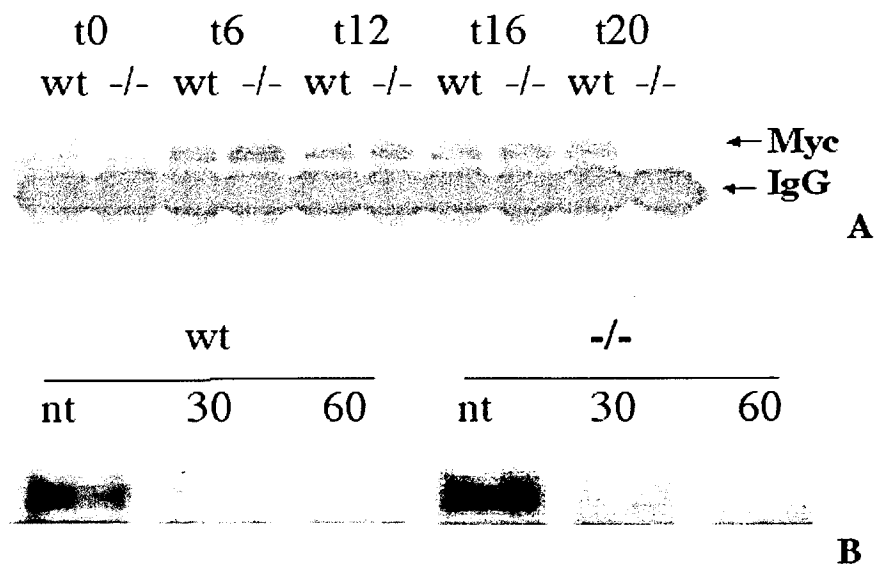 t0 t6 t12 t16 t20
wt -/- wt -/- wt -/- wt -/- wt -/-
← Myc
← IgG
A
wt -/-
nt 30 60 nt 30 60
B